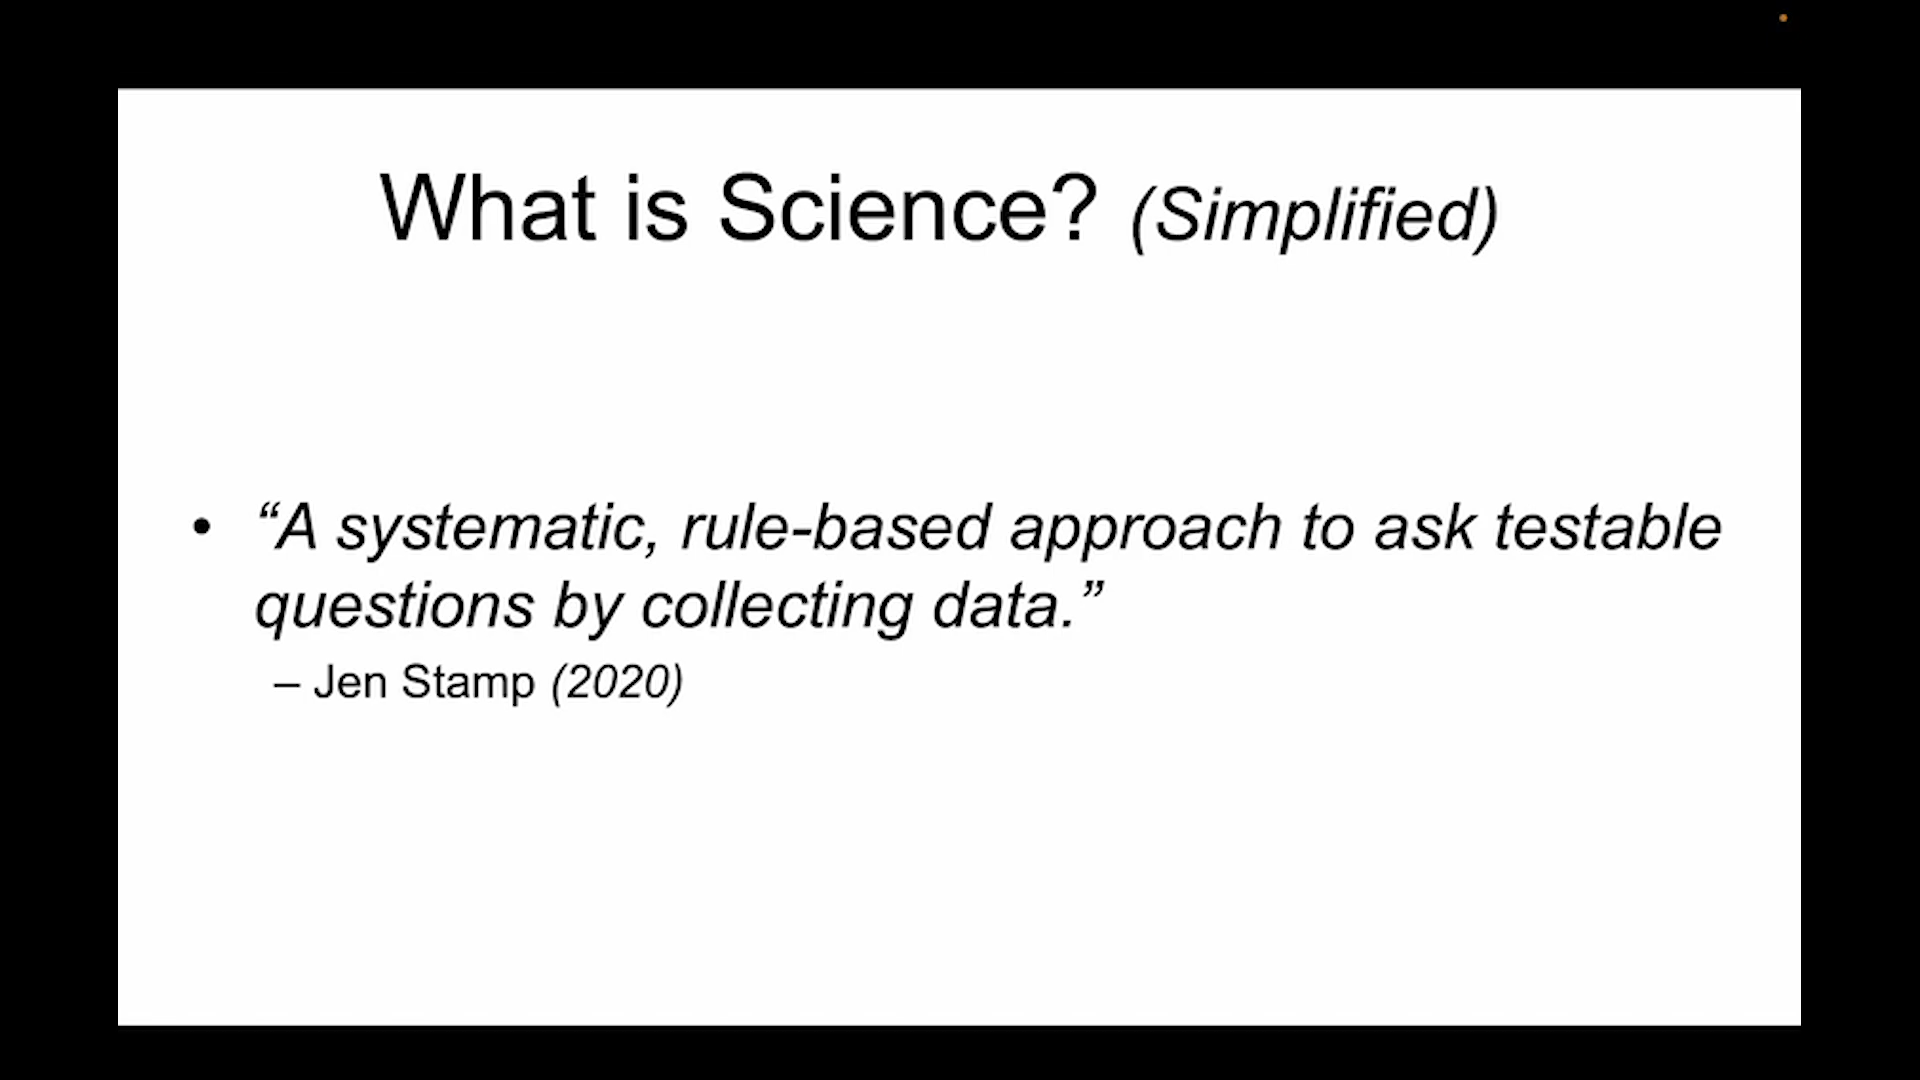 What is Science? (Simplified)
• “A systematic, rule-based approach to ask testable
questions by collecting data.”
– Jen Stamp (2020)